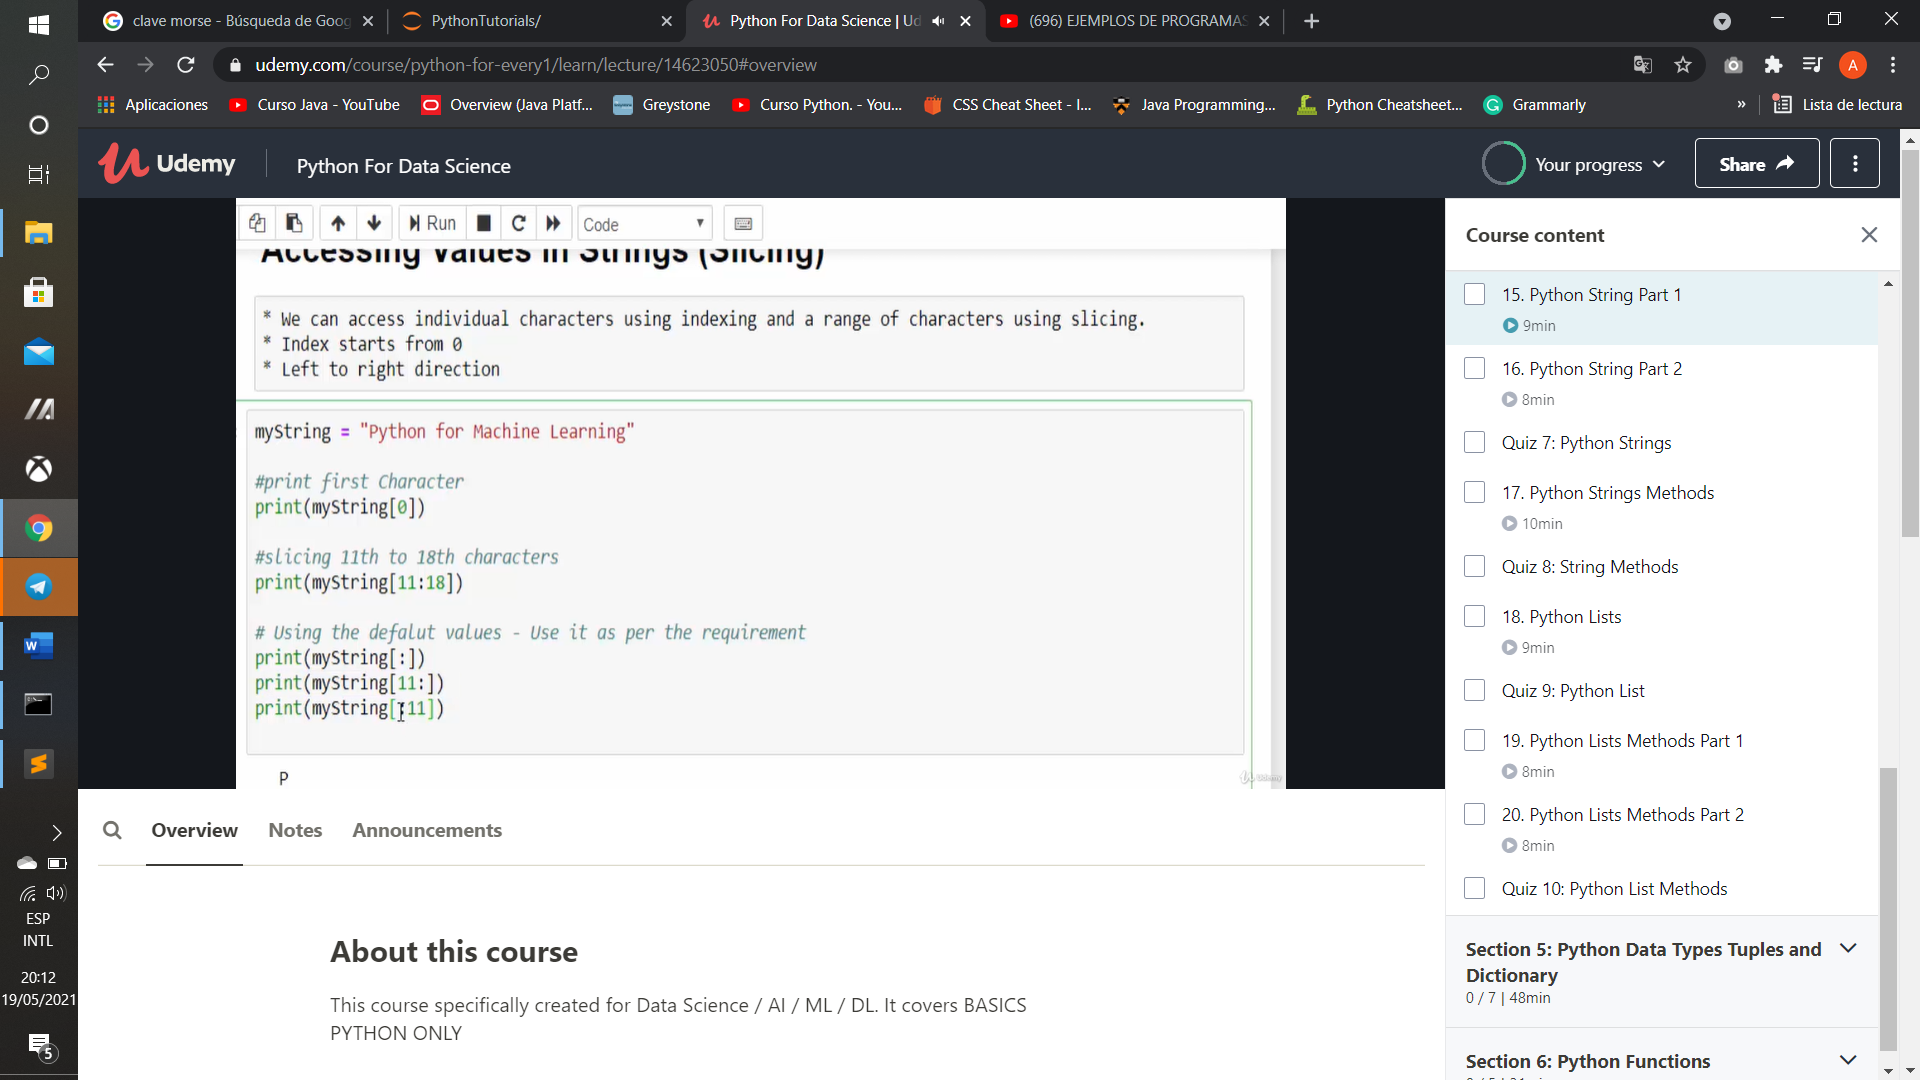 clave morse - Búsqueda de Goog
PythonTutorials/
Python For Data Science | Ud
(696) EJEMPLOS DE PROGRAMAS
udemy.com/course/python-for-every1/learn/lecture/14623050#overview
A
Aplicaciones
Curso Java - YouTube
Overview (Java Platf...
Greystone
Curso Python. - You...
CSS Cheat Sheet - I...
Java Programming...
Python Cheatsheet...
Grammarly
»
Lista de lectura
Udemy
Python For Data Science
Your progress
Share
Run
Code
Accessing Values in Strings (Slicing)
* We can access individual characters using indexing and a range of characters using slicing.
* Index starts from 0
* Left to right direction
myString = "Python for Machine Learning"
#print first Character
print(myString[0])
#slicing 11th to 18th characters
print(myString[11:18])
# Using the defalut values - Use it as per the requirement
print(myString[:])
print(myString[11:])
print(myString[:11])
P
Udemy
Overview
Notes
Announcements
About this course
This course specifically created for Data Science / AI / ML / DL. It covers BASICS
PYTHON ONLY
Course content
15. Python String Part 1
9min
16. Python String Part 2
8min
Quiz 7: Python Strings
17. Python Strings Methods
10min
Quiz 8: String Methods
18. Python Lists
9min
Quiz 9: Python List
19. Python Lists Methods Part 1
8min
20. Python Lists Methods Part 2
8min
Quiz 10: Python List Methods
Section 5: Python Data Types Tuples and
Dictionary
0 / 7 | 48min
Section 6: Python Functions
ESP
INTL
20:12
19/05/2021
5